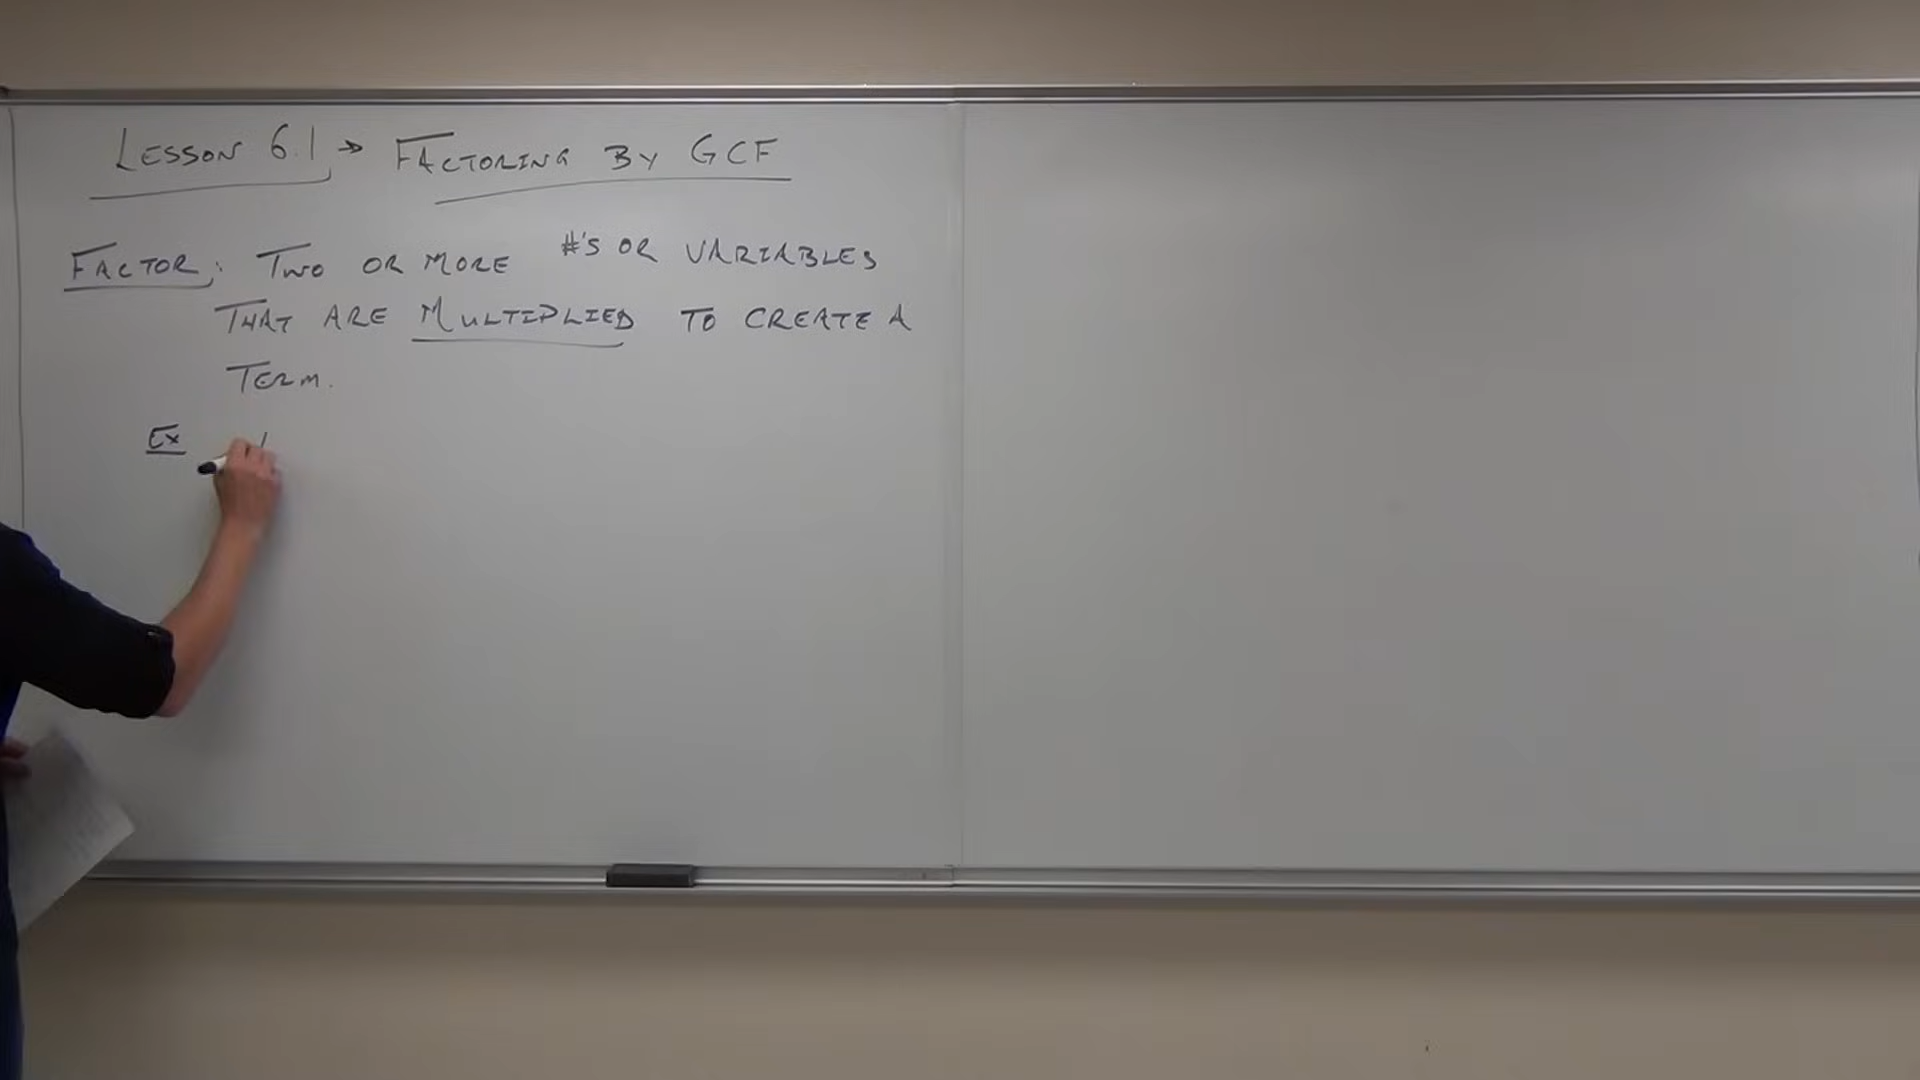 LESSON 6.1 → FACTORING BY GCF
FACTOR: TWO OR MORE #'S OR VARIABLES
THAT ARE MULTIPLIED TO CREATE A
TERM.
EX